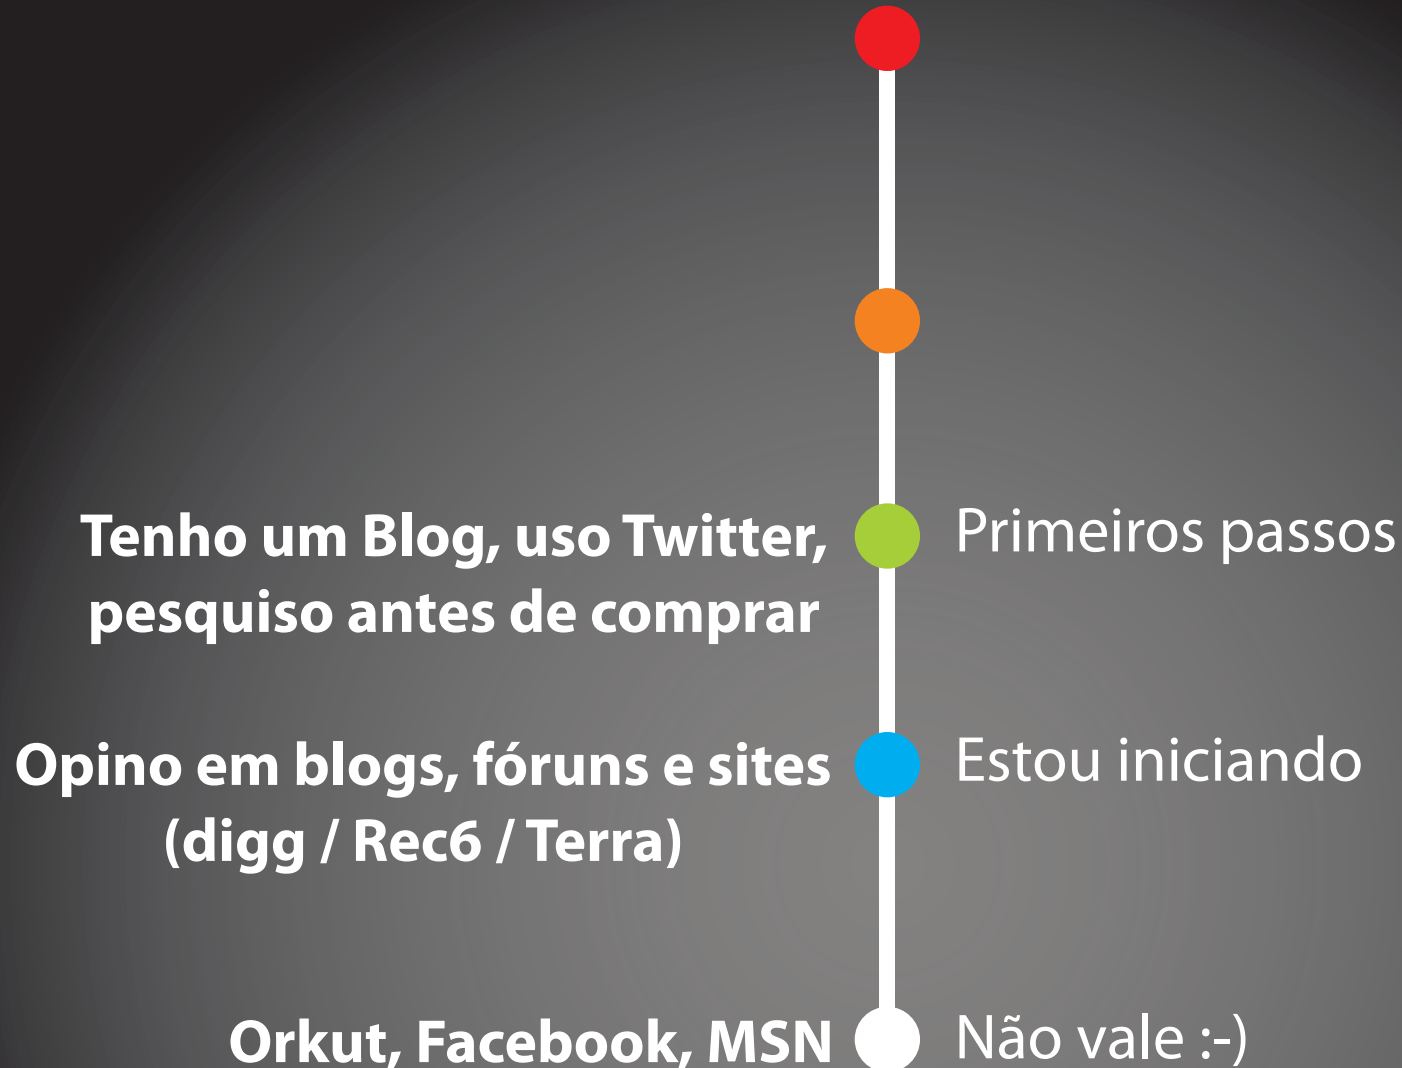 Tenho um Blog, uso Twitter,
pesquiso antes de comprar
Primeiros passos
Opino em blogs, fóruns e sites
(digg / Rec6 / Terra)
Estou iniciando
Orkut, Facebook, MSN
Não vale :-)